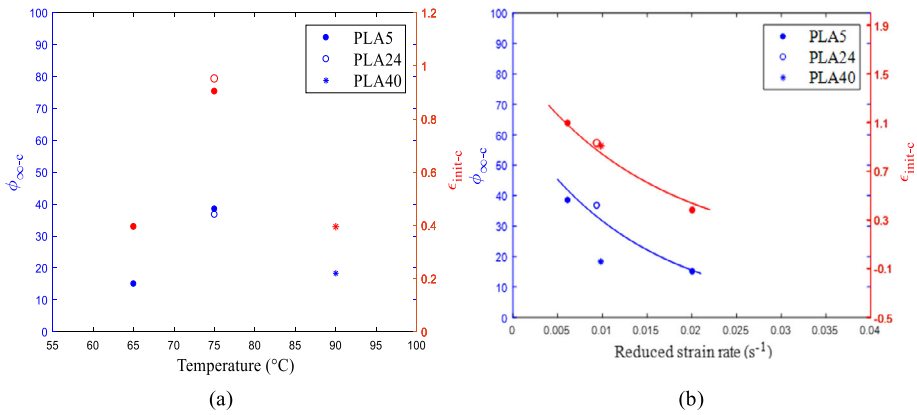 100
90
80
70
60
50
40
30
20
10
0
ϕ∞-c
55 60 65 70 75 80 85 90 95 100
Temperature (°C)
1.2
1
0.8
0.6
0.4
0.2
0
ϵinit-c
PLA5
PLA24
PLA40
(a)
100
90
80
70
60
50
40
30
20
10
0
ϕ∞-c
0 0.005 0.01 0.015 0.02 0.025 0.03 0.035 0.04
Reduced strain rate (s-1)
1.9
1.5
1.1
0.7
0.3
-0.1
-0.5
ϵinit-c
PLA5
PLA24
PLA40
(b)